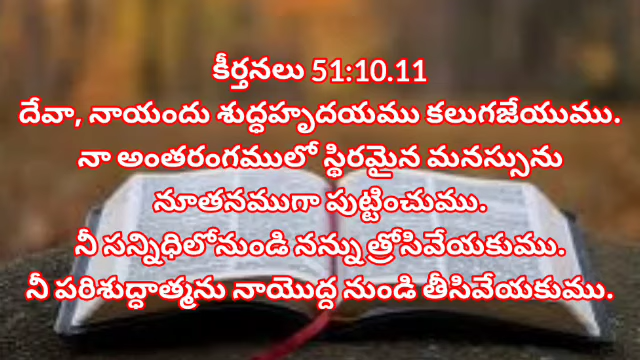 కీర్తనలు 51:10.11
దేవా, నాయందు శుద్ధహృదయము కలుగజేయుము.
నా అంతరంగములో స్థిరమైన మనస్సును
నూతనముగా పుట్టించుము.
నీ సన్నిధిలోనుండి నన్ను త్రోసివేయకుము.
నీ పరిశుద్ధాత్మను నాయొద్ద నుండి తీసివేయకుము.